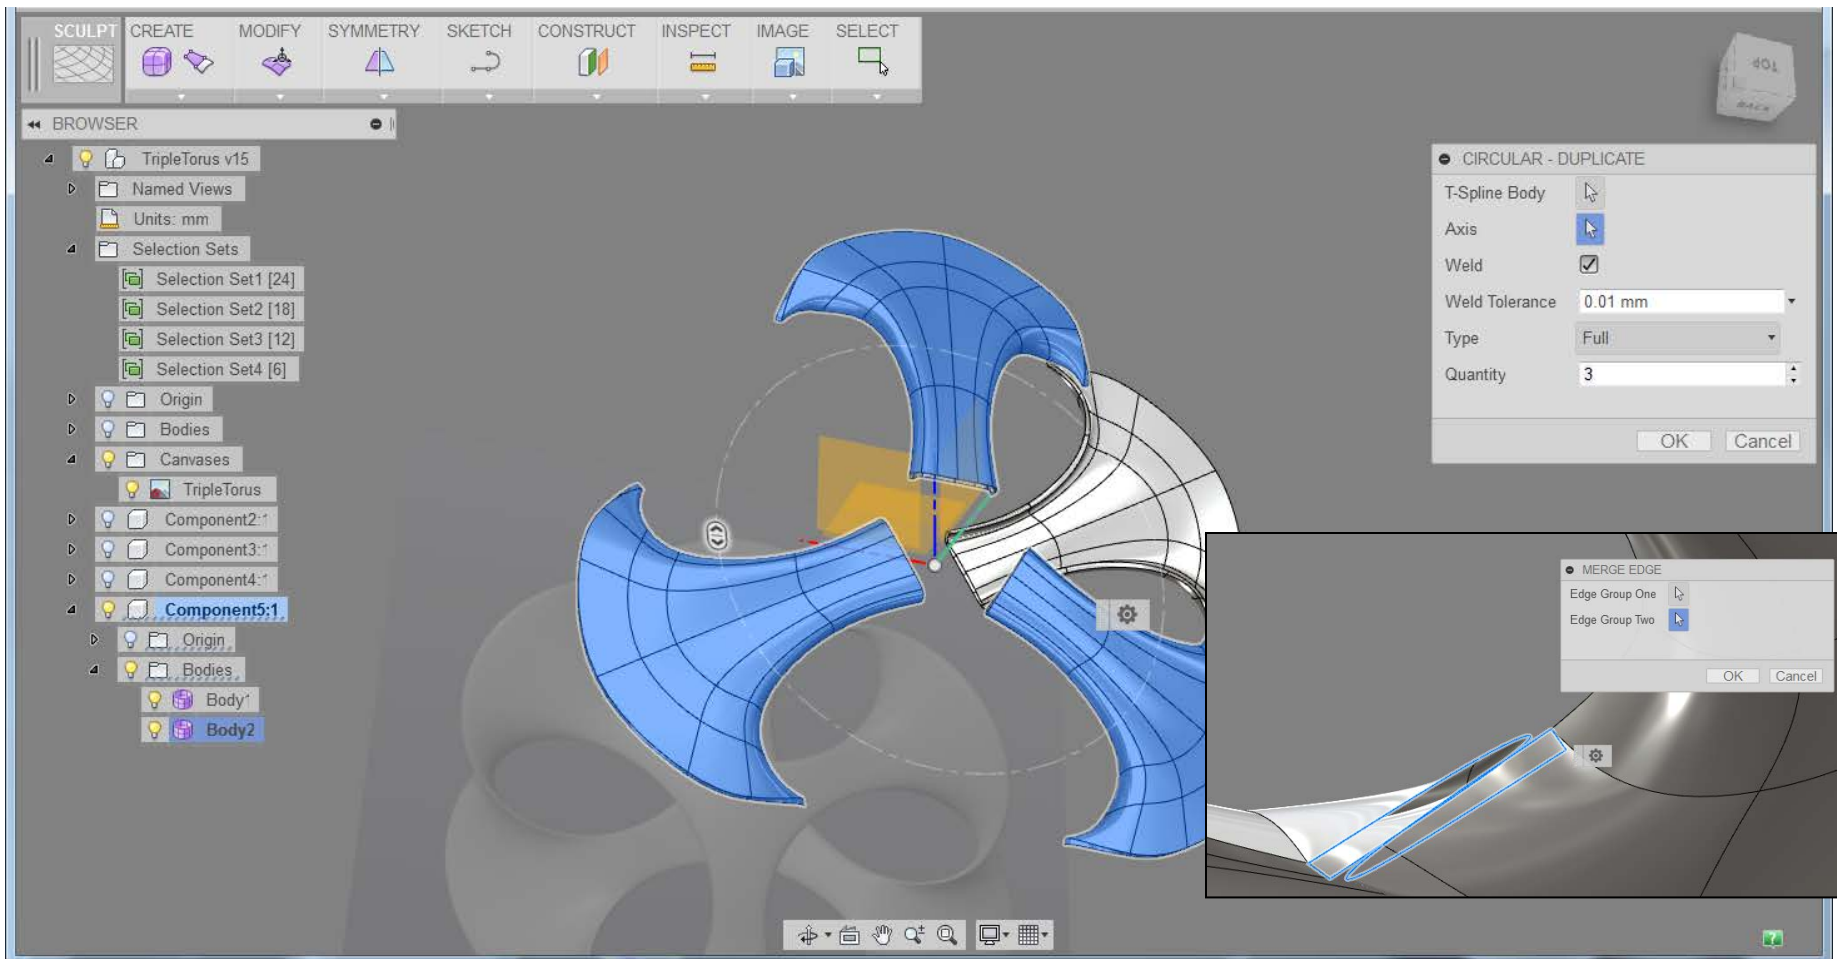 SCULPT CREATE MODIFY SYMMETRY SKETCH CONSTRUCT INSPECT IMAGE SELECT
BROWSER
TripleTorus v15
Named Views
Units: mm
Selection Sets
Selection Set1 [24]
Selection Set2 [18]
Selection Set3 [12]
Selection Set4 [6]
Origin
Bodies
Canvases
TripleTorus
Component2:1
Component3:1
Component4:1
Component5:1
Origin
Bodies
Body1
Body2
TOP
BACK
CIRCULAR - DUPLICATE
T-Spline Body
Axis
Weld
Weld Tolerance 0.01 mm
Type Full
Quantity 3
OK Cancel
MERGE EDGE
Edge Group One
Edge Group Two
OK Cancel
?